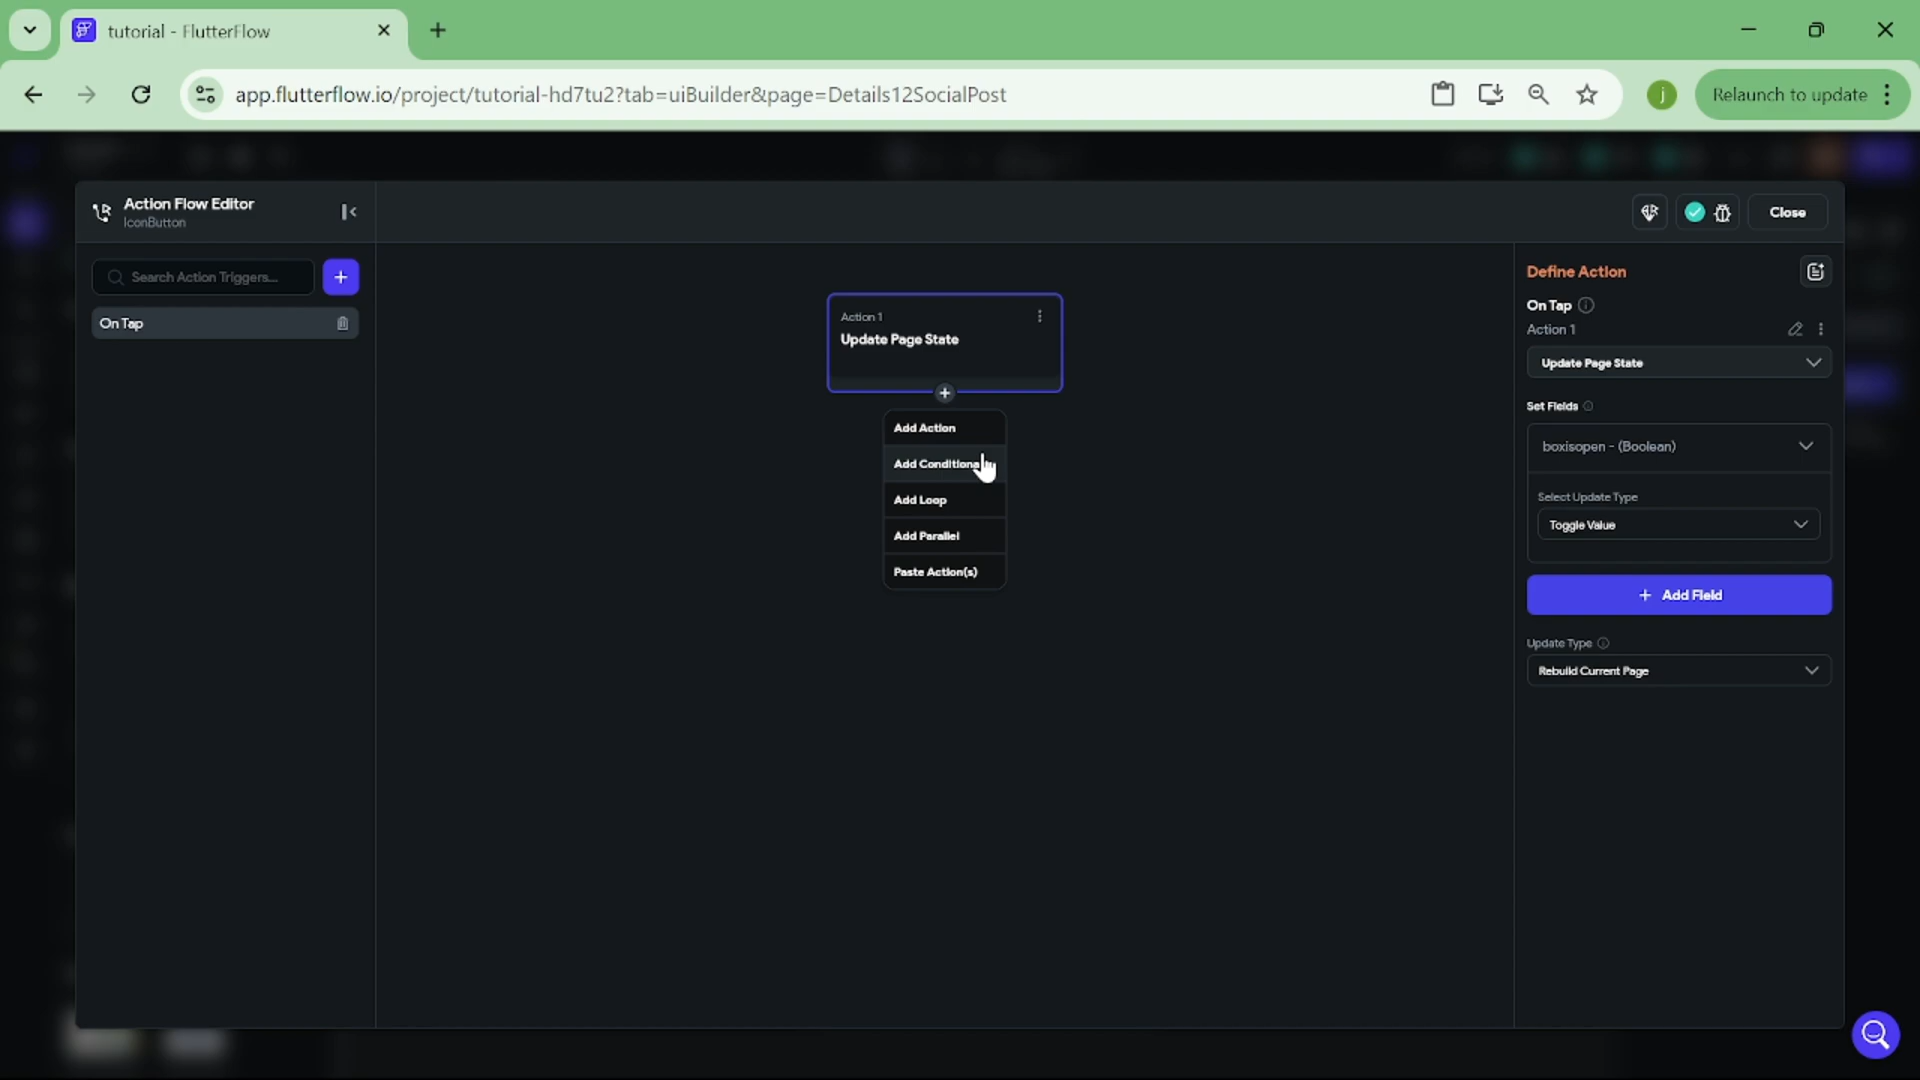 tutorial - FlutterFlow
app.flutterflow.io/project/tutorial-hd7tu2?tab=uiBuilder&page=Details12SocialPost
j
Relaunch to update
Action Flow Editor
IconButton
Close
Search Action Triggers...
On Tap
Action 1
Update Page State
Add Action
Add Conditional
Add Loop
Add Parallel
Paste Action(s)
Define Action
On Tap
Action 1
Update Page State
Set Fields
boxisopen - (Boolean)
Select Update Type
Toggle Value
+ Add Field
Update Type
Rebuild Current Page